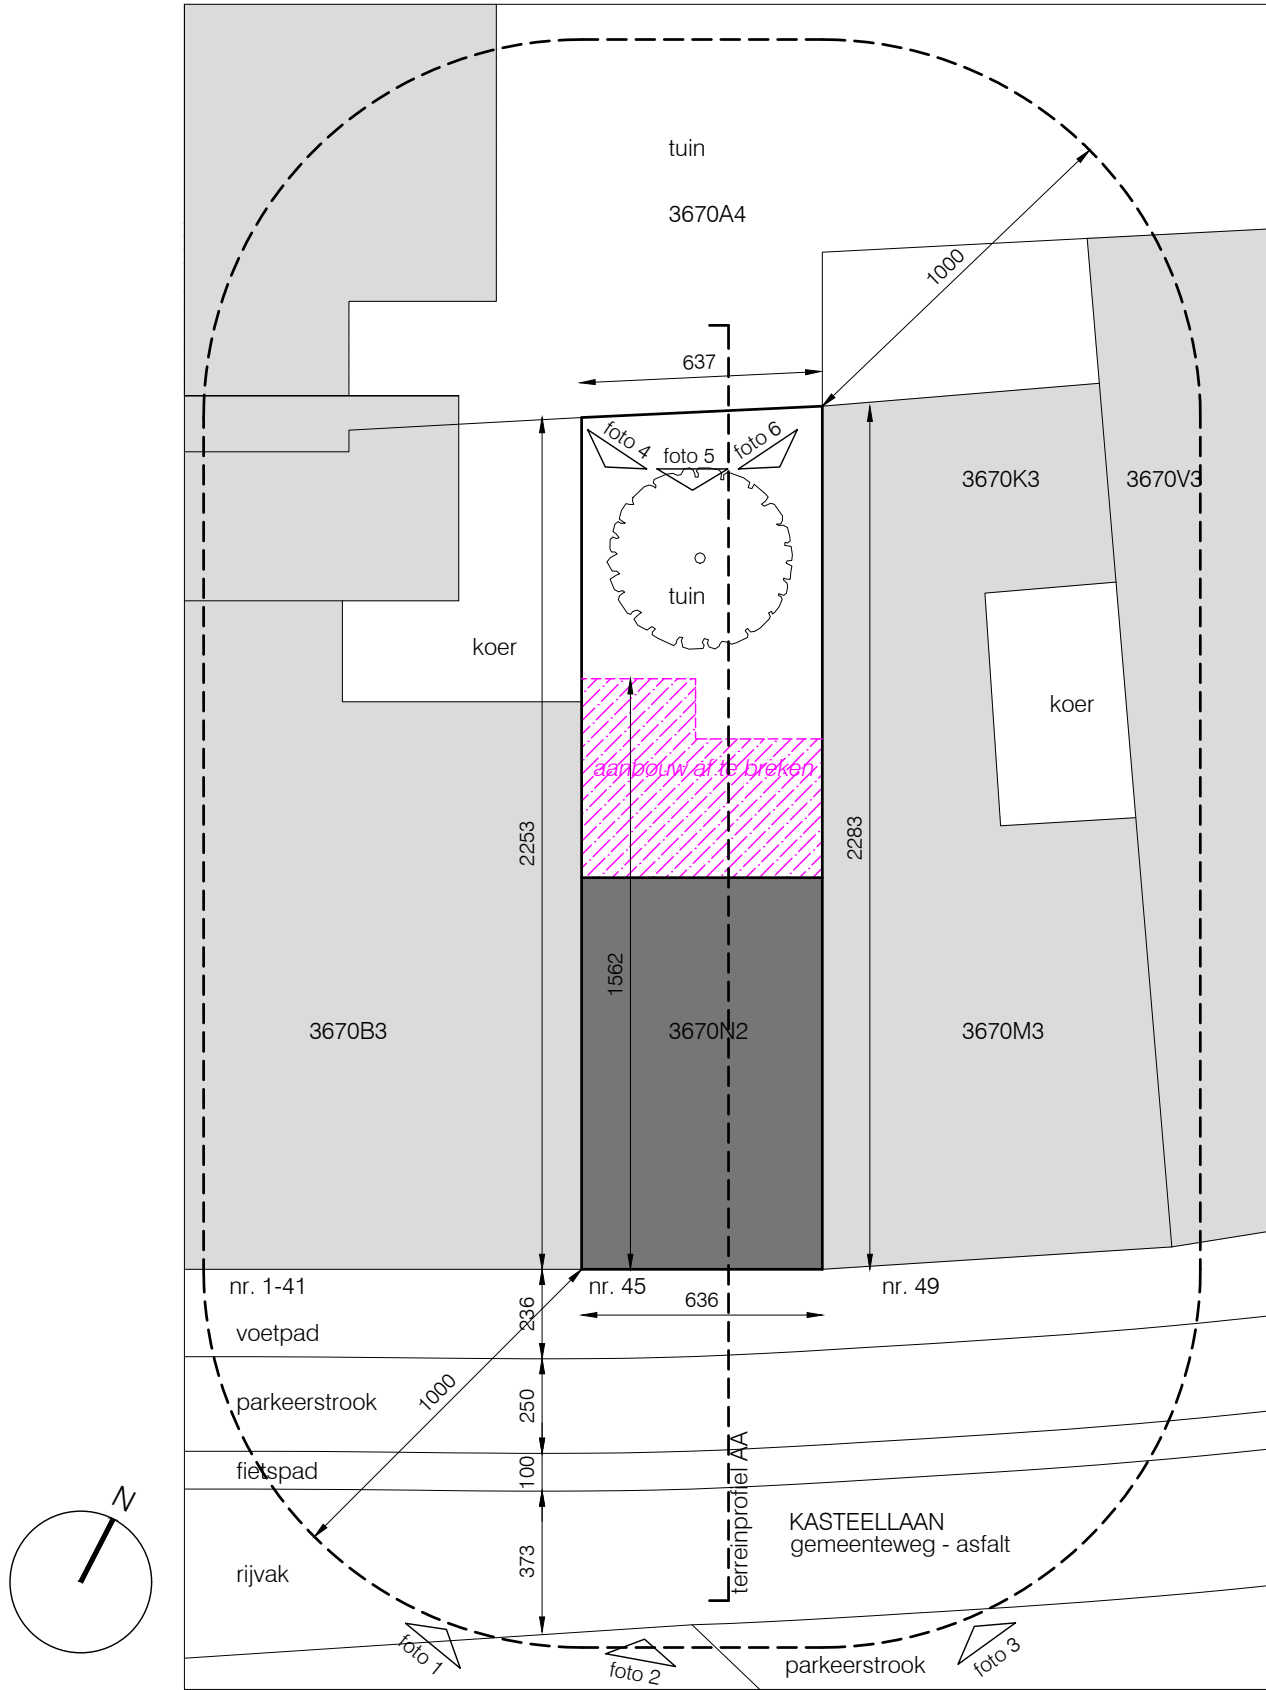 tuin
3670A4
1000
637
foto 4
foto 5
foto 6
3670K3
3670V3
tuin
koer
koer
aanbouw af te breken
2253
2283
1562
3670B3
3670N2
3670M3
nr. 1-41
nr. 45
nr. 49
636
236
voetpad
1000
parkeerstrook
250
fietspad
100
terreinprofiel AA
N
KASTEELLAAN
gemeenteweg - asfalt
373
rijvak
foto 1
foto 2
foto 3
parkeerstrook